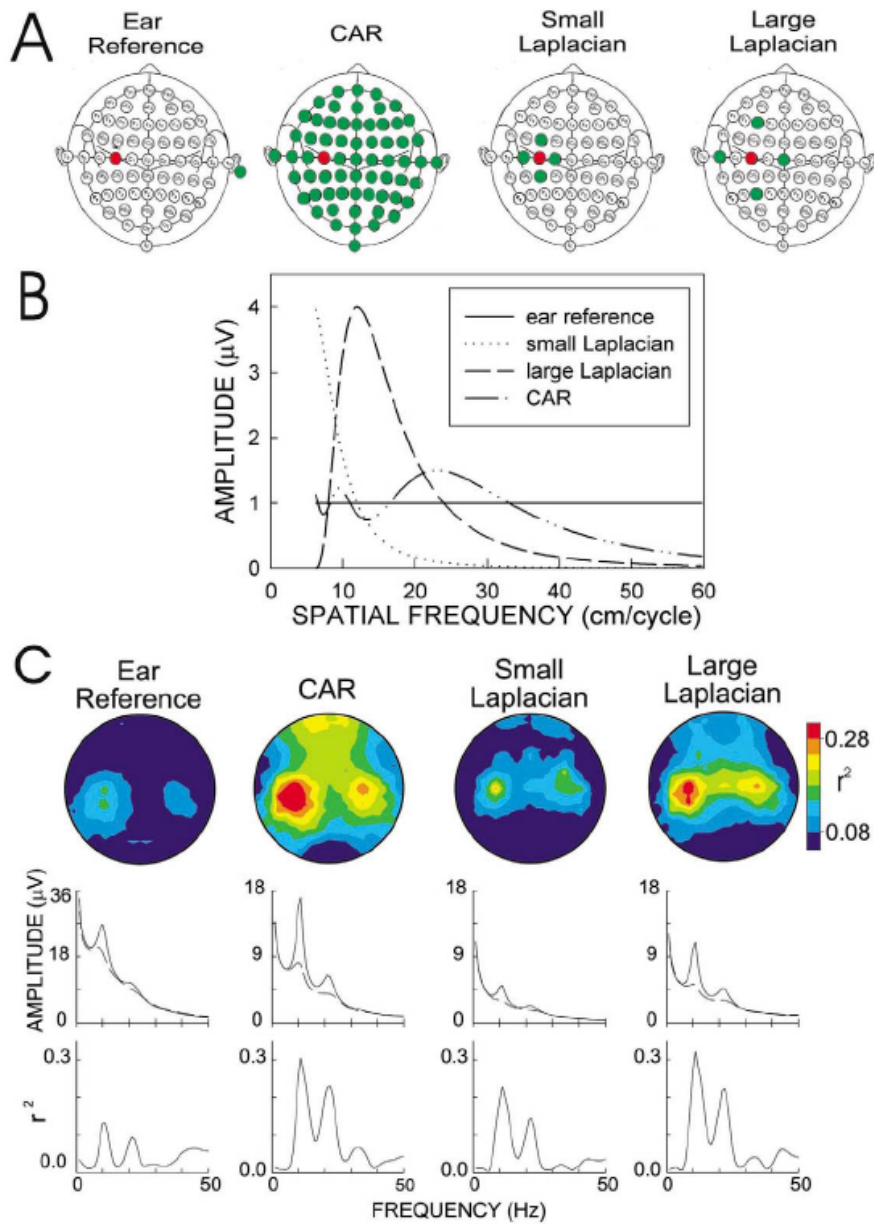 A
Ear
Reference
CAR
Small
Laplacian
Large
Laplacian
B
AMPLITUDE (µV)
4
3
2
1
0
ear reference
small Laplacian
large Laplacian
CAR
0 10 20 30 40 50 60
SPATIAL FREQUENCY (cm/cycle)
C
Ear
Reference
CAR
Small
Laplacian
Large
Laplacian
0.28
r²
0.08
AMPLITUDE (µV)
36
18
0
18
9
0
18
9
0
18
9
0
r²
0.3
0.0
0 50
0.3
0.0
0 50
0.3
0.0
0 50
0.3
0.0
0 50
FREQUENCY (Hz)